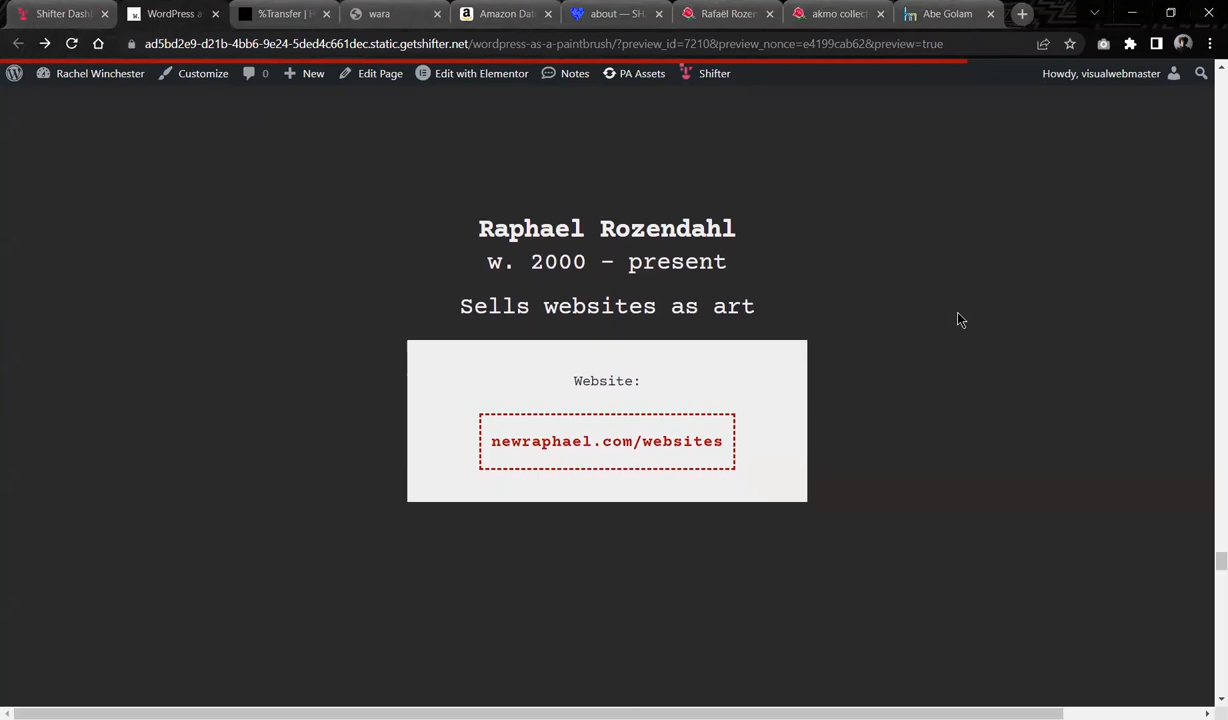 Shifter Dash
WordPress a
%Transfer | H
wara
Amazon Dat
about — SH
Rafaël Rozer
akmo collect
Abe Golam
ad5bd2e9-d21b-4bb6-9e24-5ded4c661dec.static.getshifter.net/wordpress-as-a-paintbrush/?preview_id=7210&preview_nonce=e4199cab62&preview=true
Rachel Winchester
Customize
0
New
Edit Page
Edit with Elementor
Notes
PA Assets
Shifter
Howdy, visualwebmaster
Raphael Rozendahl
w. 2000 - present
Sells websites as art
Website:
newraphael.com/websites